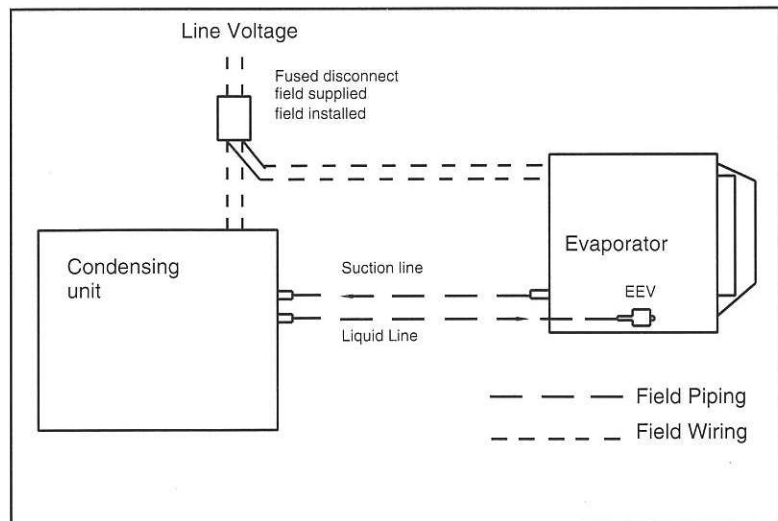 Line Voltage
Fused disconnect
field supplied
field installed
Condensing
unit
Evaporator
Suction line
EEV
Liquid Line
Field Piping
Field Wiring